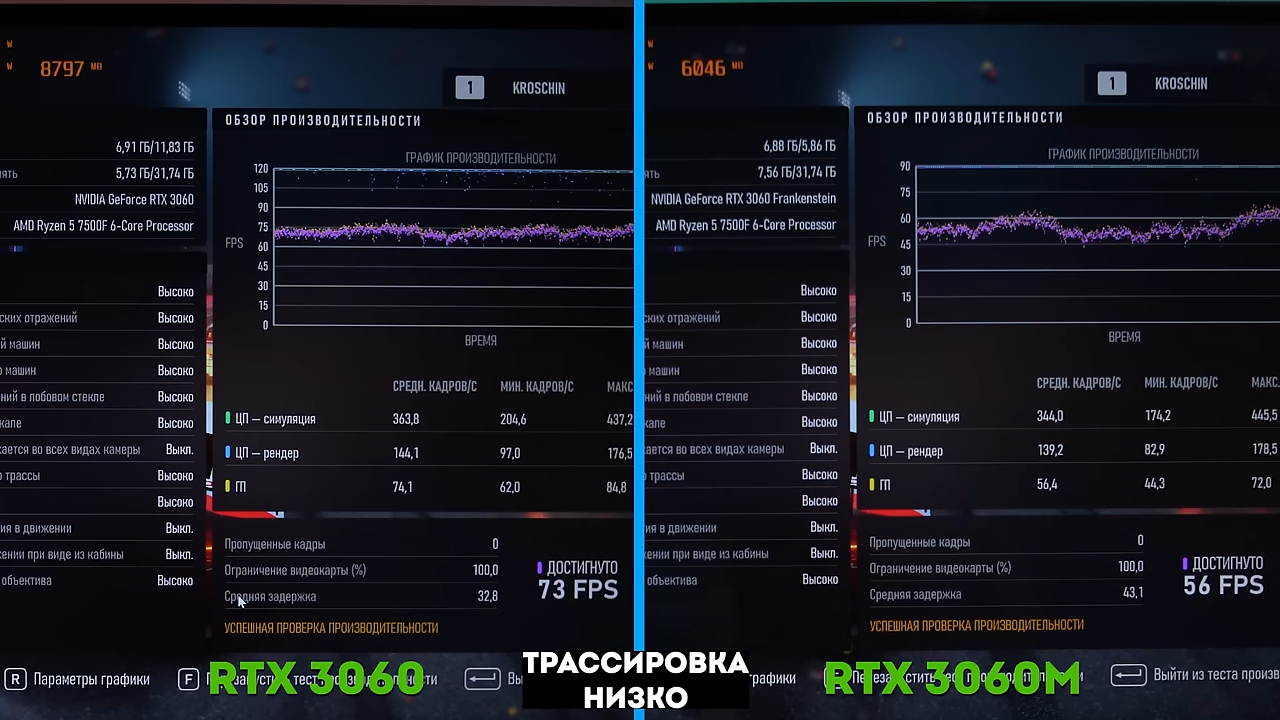 W
W 8797 MB
1 KROSCHIN
ОБЗОР ПРОИЗВОДИТЕЛЬНОСТИ
6,91 ГБ/11,83 ГБ
ять 5,73 ГБ/31,74 ГБ
NVIDIA GeForce RTX 3060
AMD Ryzen 5 7500F 6-Core Processor
Высоко
ских отражений Высоко
й машин Высоко
о машин Высоко
ний в лобовом стекле Высоко
кале Высоко
жается во всех видах камеры Выкл.
о трассы Высоко
Высоко
ия в движении Выкл.
жении при виде из кабины Выкл.
объектива Высоко
ГРАФИК ПРОИЗВОДИТЕЛЬНОСТИ
120
105
90
75
60
45
30
15
0
FPS
ВРЕМЯ
СРЕДН. КАДРОВ/С МИН. КАДРОВ/С МАКС
ЦП — симуляция 363,8 204,6 437,2
ЦП — рендер 144,1 97,0 176,5
ГП 74,1 62,0 84,8
Пропущенные кадры 0
Ограничение видеокарты (%) 100,0
Средняя задержка 32,8
ДОСТИГНУТО
73 FPS
УСПЕШНАЯ ПРОВЕРКА ПРОИЗВОДИТЕЛЬНОСТИ
R Параметры графики F
RTX 3060
W
W 6046 MB
1 KROSCHIN
ОБЗОР ПРОИЗВОДИТЕЛЬНОСТИ
6,88 ГБ/5,86 ГБ
ять 7,56 ГБ/31,74 ГБ
NVIDIA GeForce RTX 3060 Frankenstein
AMD Ryzen 5 7500F 6-Core Processor
Высоко
ских отражений Высоко
й машин Высоко
о машин Высоко
ний в лобовом стекле Высоко
кале Высоко
жается во всех видах камеры Выкл.
о трассы Высоко
Высоко
ия в движении Выкл.
жении при виде из кабины Выкл.
объектива Высоко
ГРАФИК ПРОИЗВОДИТЕЛЬНОСТИ
90
75
60
45
30
15
0
FPS
ВРЕМЯ
СРЕДН. КАДРОВ/С МИН. КАДРОВ/С МАКС.
ЦП — симуляция 344,0 174,2 445,5
ЦП — рендер 139,2 82,9 178,5
ГП 56,4 44,3 72,0
Пропущенные кадры 0
Ограничение видеокарты (%) 100,0
Средняя задержка 43,1
ДОСТИГНУТО
56 FPS
УСПЕШНАЯ ПРОВЕРКА ПРОИЗВОДИТЕЛЬНОСТИ
рафики Выйти из теста произв
RTX 3060M
ТРАССИРОВКА
НИЗКО